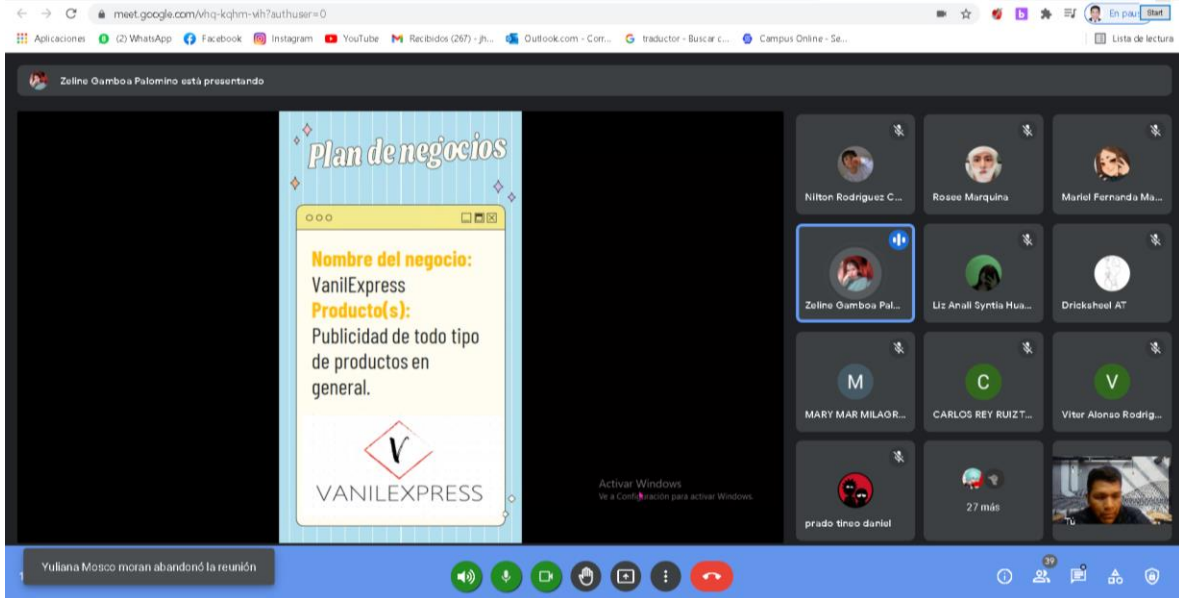 meet.google.com/vhq-kqhm-vih?authuser=0
En pau Start
Aplicaciones (2) WhatsApp Facebook Instagram YouTube Recibidos (267) - jh... Outlook.com - Corr... traductor - Buscar c... Campus Online - Se... Lista de lectura
Zeline Gamboa Palomino está presentando
Plan de negocios
Nombre del negocio:
VanilExpress
Producto(s):
Publicidad de todo tipo
de productos en
general.
V
VANILEXPRESS
Activar Windows
Ve a Configuración para activar Windows.
Nilton Rodriguez C...
Rosee Marquina
Mariel Fernanda Ma...
Zeline Gamboa Pal...
Liz Anali Syntia Hua...
Dricksheel AT
M
MARY MAR MILAGR...
C
CARLOS REY RUIZ T...
V
Viter Alonso Rodrig...
prado tineo daniel
27 más
Tú
Yuliana Mosco moran abandonó la reunión
39